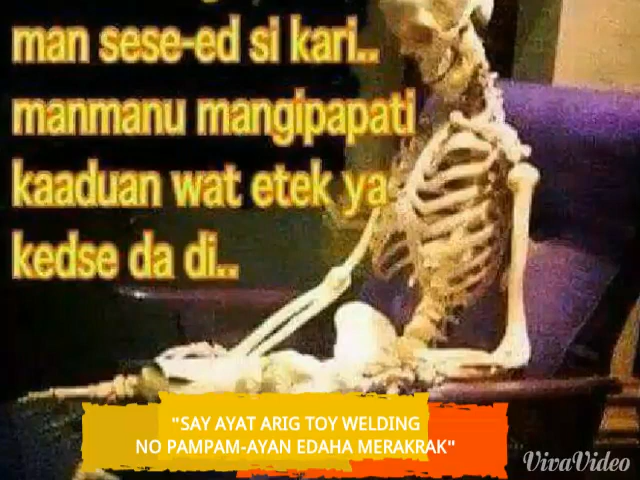 man sese-ed si kari..
manmanu mangipapati
kaaduan wat etek ya
kedse da di..
"SAY AYAT ARIG TOY WELDING
NO PAMPAM-AYAN EDAHA MERAKRAK"
VivaVideo